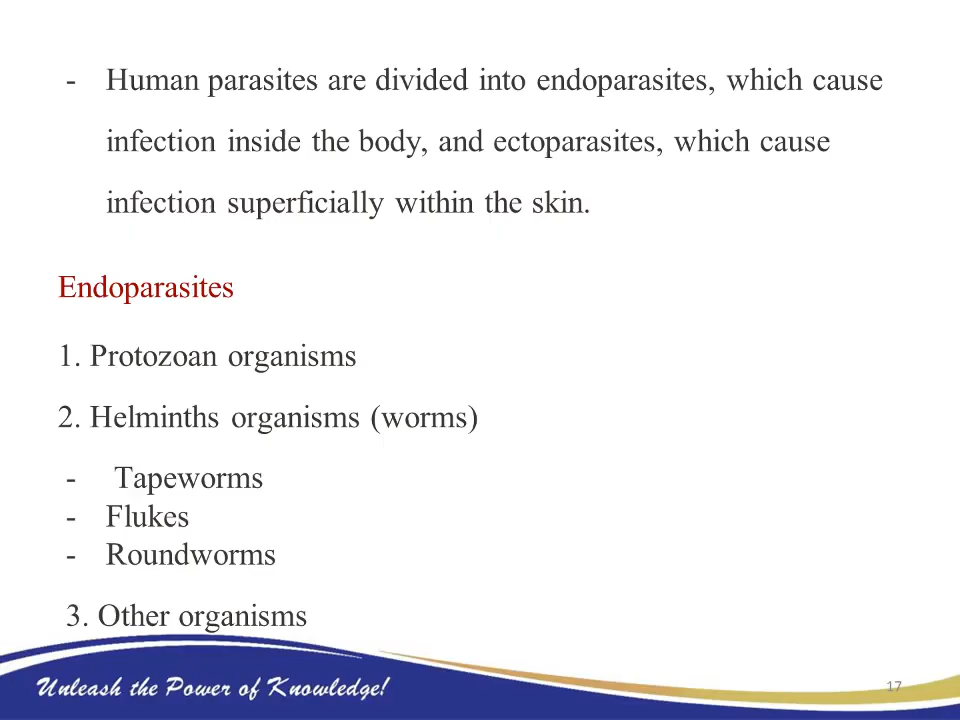 - Human parasites are divided into endoparasites, which cause
infection inside the body, and ectoparasites, which cause
infection superficially within the skin.
Endoparasites
1. Protozoan organisms
2. Helminths organisms (worms)
- Tapeworms
- Flukes
- Roundworms
3. Other organisms
Unleash the Power of Knowledge!
17